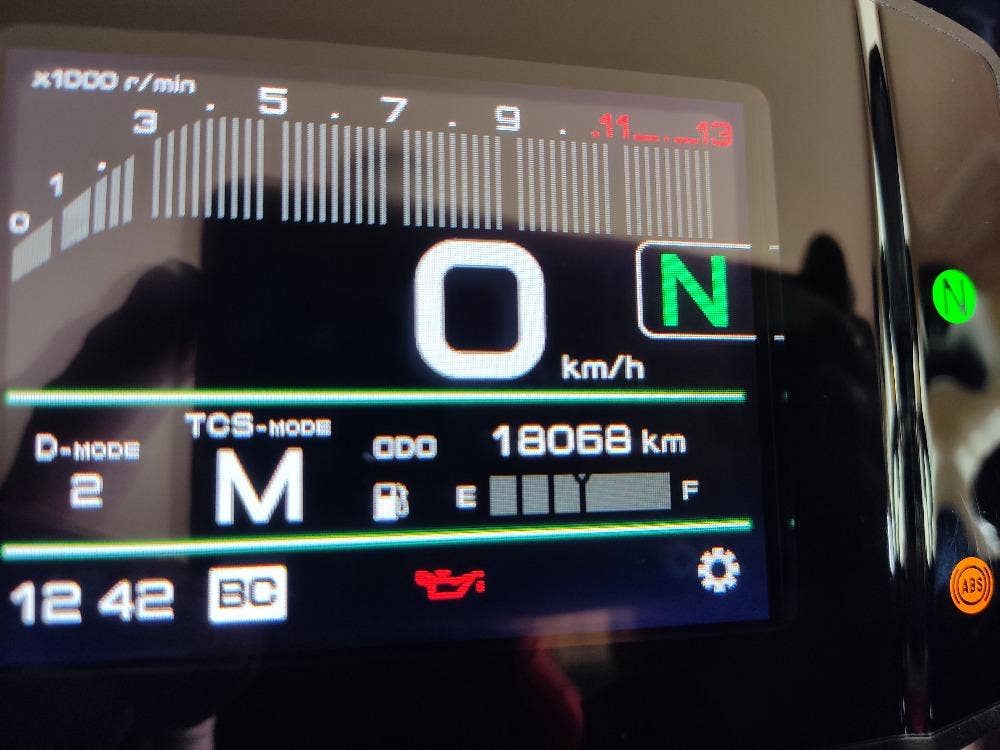 x1000 r/min
0 1 3 5 7 9 11 13
0 km/h
N
N
D-MODE
2
TCS-MODE
M
ODO 18068 km
E F
12 42 BC
ABS